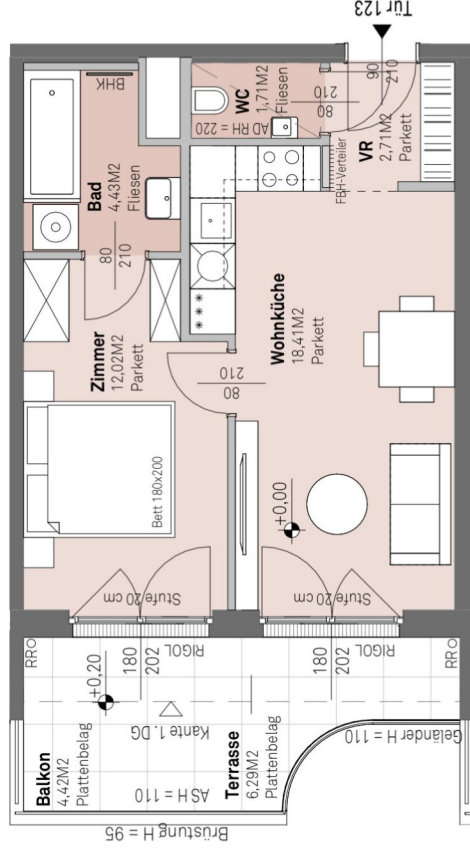 Tür 123
90
210
BHK
Bad
4,43M2
Fliesen
WC
1,71M2
Fliesen
AD RH = 220
80
210
VR
2,71M2
Parkett
FBH-Verteiler
80
210
Zimmer
12,02M2
Parkett
80
210
Wohnküche
18,41M2
Parkett
Bett 180x200
+0,00
Stufe 20 cm
Stufe 20 cm
RRO
+0,20
180
202
RIGOL
180
202
RIGOL
RRO
Balkon
4,42M2
Plattenbelag
Kante 1. DG
ASH = 110
Terrasse
6,29M2
Plattenbelag
Geländer H = 110
Brüstung H = 95